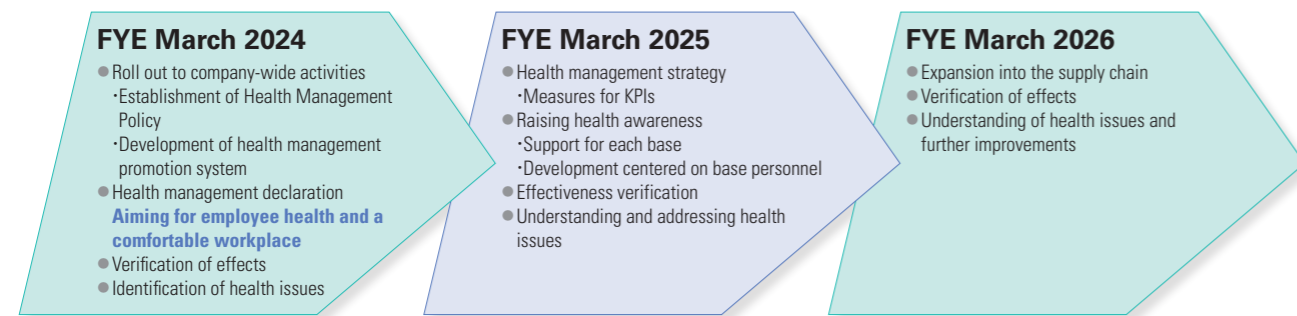 FYE March 2024
●Roll out to company-wide activities
・Establishment of Health Management
Policy
・Development of health management
promotion system
●Health management declaration
Aiming for employee health and a
comfortable workplace
●Verification of effects
●Identification of health issues
FYE March 2025
●Health management strategy
・Measures for KPIs
●Raising health awareness
・Support for each base
・Development centered on base personnel
●Effectiveness verification
●Understanding and addressing health
issues
FYE March 2026
●Expansion into the supply chain
●Verification of effects
●Understanding of health issues and
further improvements